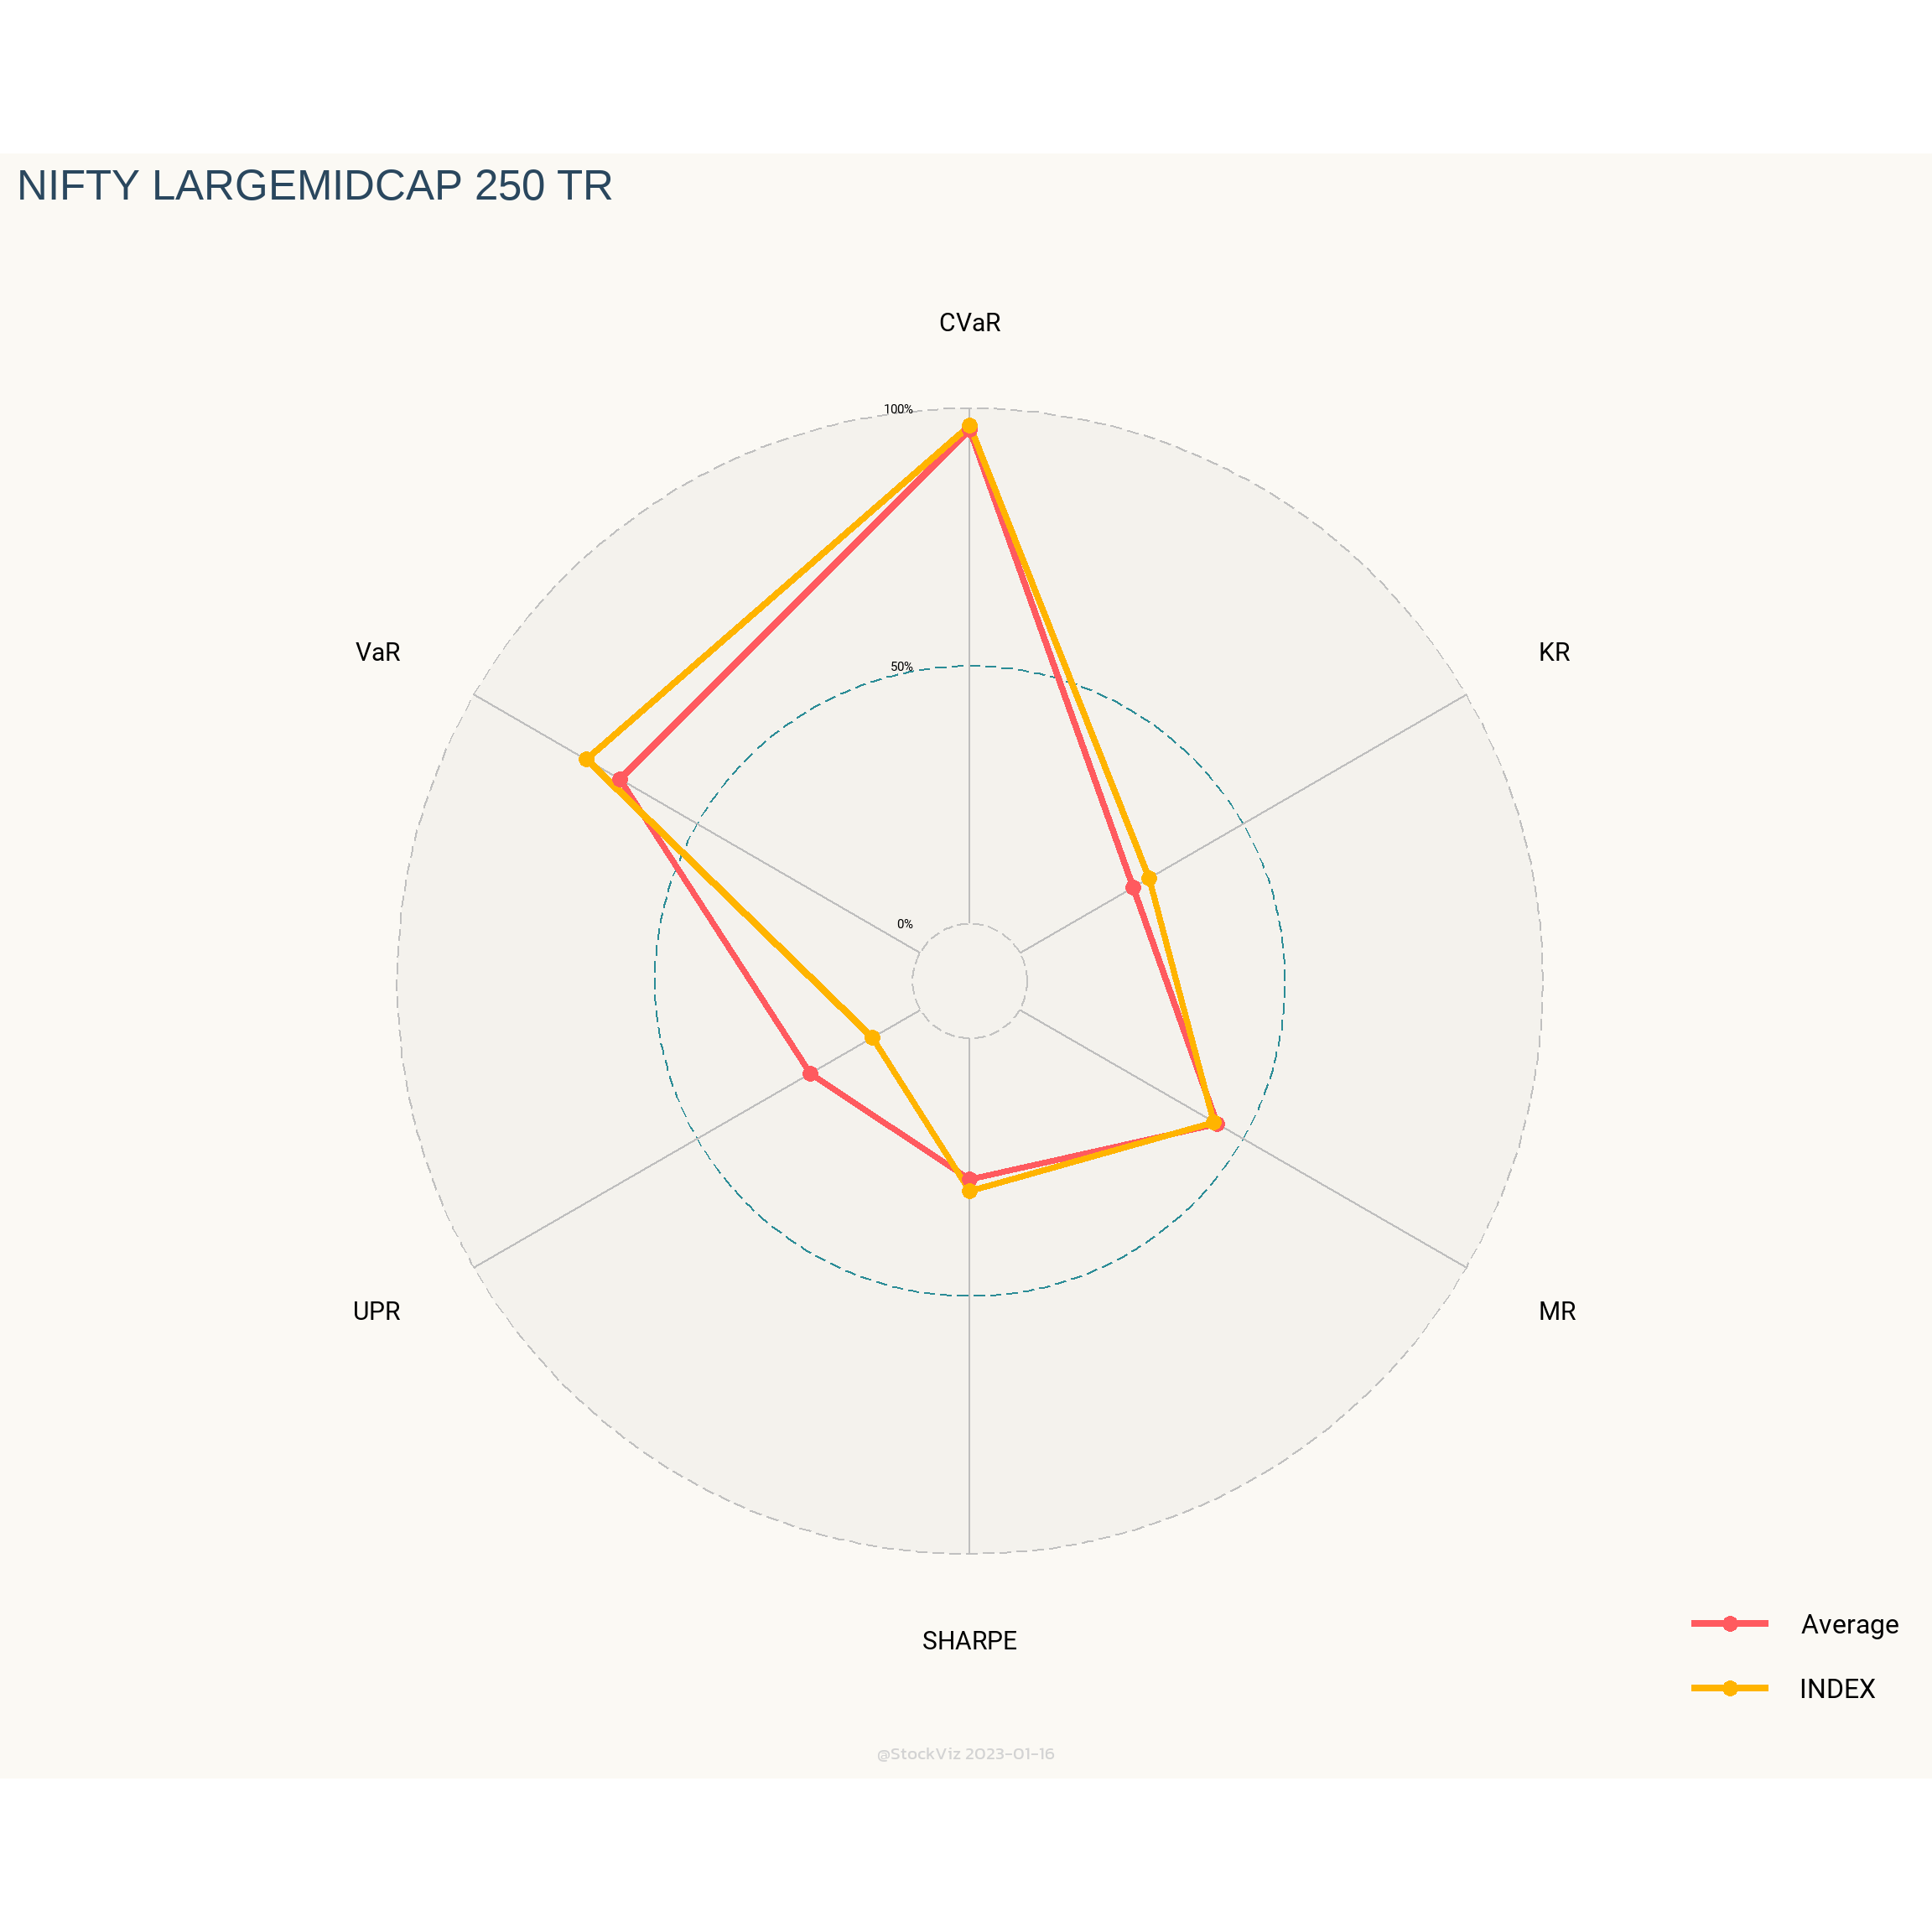 NIFTY LARGEMIDCAP 250 TR
CVaR
100%
KR
VaR
50%
0%
UPR
MR
SHARPE
Average
INDEX
@StockViz 2023-01-16